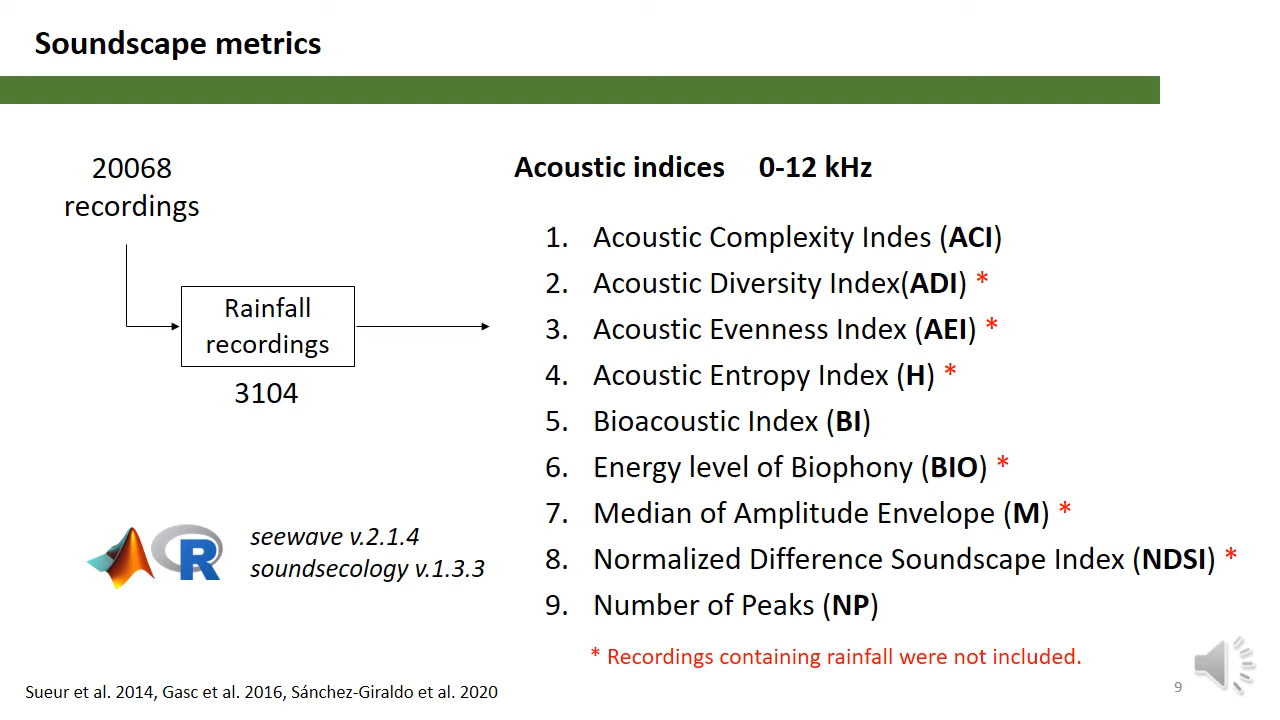 Soundscape metrics
20068
recordings
Rainfall
recordings
3104
Acoustic indices 0-12 kHz
1. Acoustic Complexity Indes (ACI)
2. Acoustic Diversity Index(ADI) *
3. Acoustic Evenness Index (AEI) *
4. Acoustic Entropy Index (H) *
5. Bioacoustic Index (BI)
6. Energy level of Biophony (BIO) *
7. Median of Amplitude Envelope (M) *
8. Normalized Difference Soundscape Index (NDSI) *
9. Number of Peaks (NP)
* Recordings containing rainfall were not included.
R
seewave v.2.1.4
soundsecology v.1.3.3
Sueur et al. 2014, Gasc et al. 2016, Sánchez-Giraldo et al. 2020
9